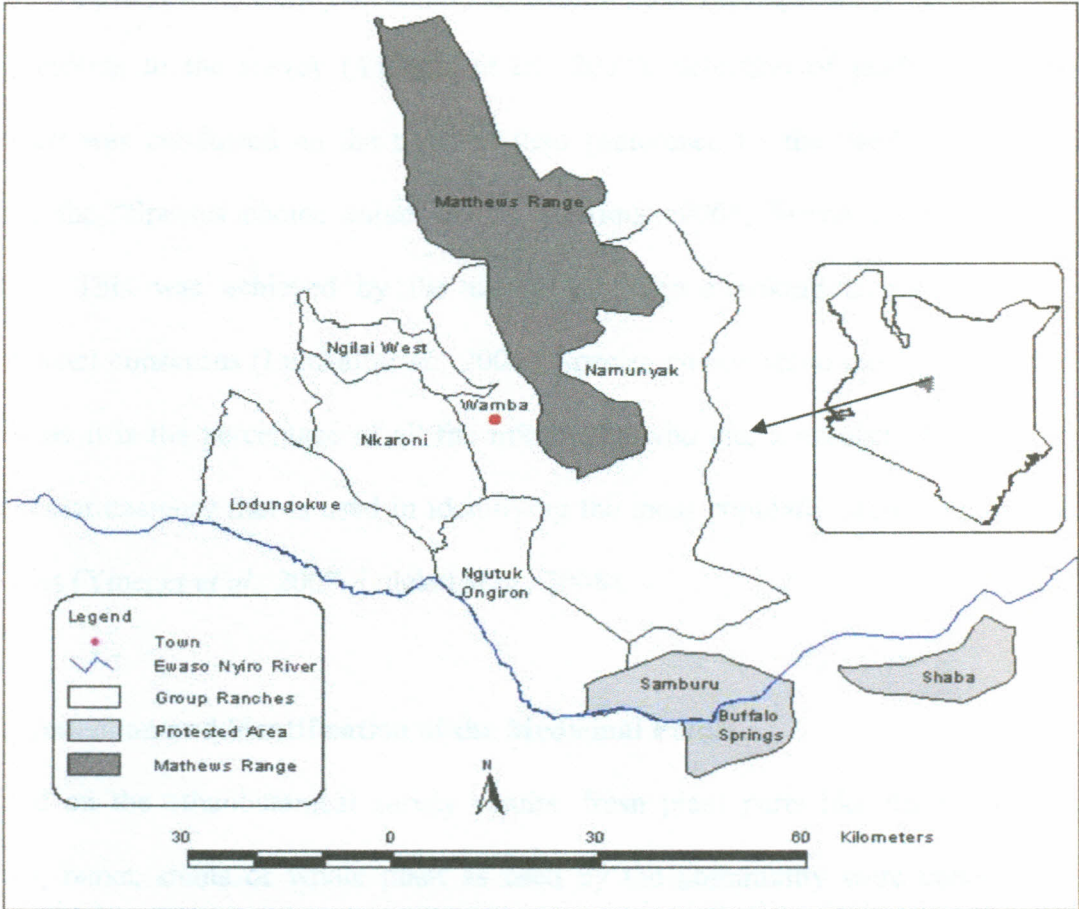 Matthews Range
Ngilai West
Namunyak
Wamba
Nkaroni
Lodungokwe
Ngutuk
Ongiron
Legend
Town
Ewaso Nyiro River
Group Ranches
Protected Area
Mathews Range
Samburu
Shaba
Buffalo
Springs
N
30 0 30 60 Kilometers